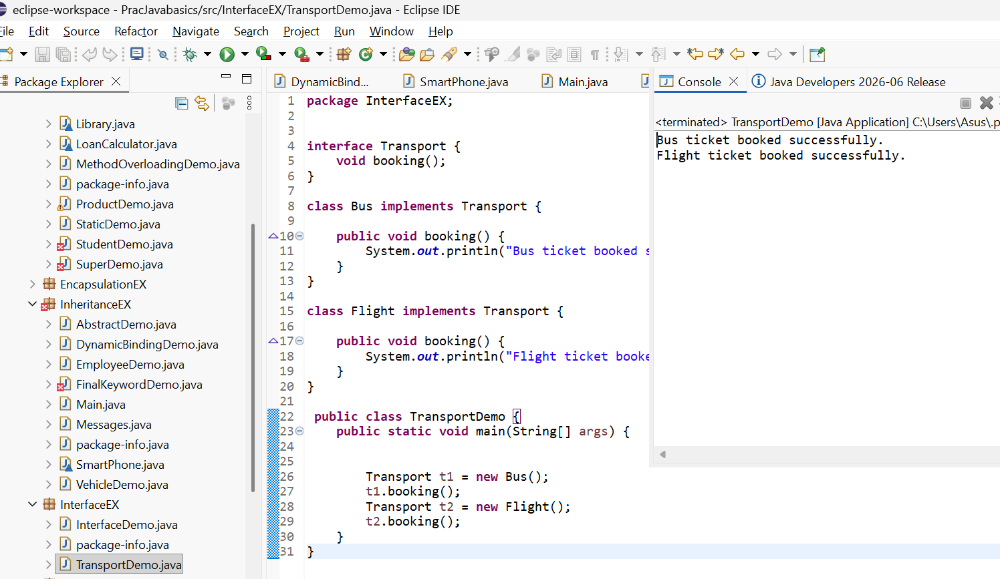 eclipse-workspace - PracJavabasics/src/InterfaceEX/TransportDemo.java - Eclipse IDE
File Edit Source Refactor Navigate Search Project Run Window Help
Package Explorer
Library.java
LoanCalculator.java
MethodOverloadingDemo.java
package-info.java
ProductDemo.java
StaticDemo.java
StudentDemo.java
SuperDemo.java
EncapsulationEX
InheritanceEX
AbstractDemo.java
DynamicBindingDemo.java
EmployeeDemo.java
FinalKeywordDemo.java
Main.java
Messages.java
package-info.java
SmartPhone.java
VehicleDemo.java
InterfaceEX
InterfaceDemo.java
package-info.java
TransportDemo.java
DynamicBind... SmartPhone.java Main.java
1 package InterfaceEX;
2
3
4 interface Transport {
5 void booking();
6 }
7
8 class Bus implements Transport {
9
10 public void booking() {
11 System.out.println("Bus ticket booked s
12 }
13 }
14
15 class Flight implements Transport {
16
17 public void booking() {
18 System.out.println("Flight ticket booke
19 }
20 }
21
22 public class TransportDemo {
23 public static void main(String[] args) {
24
25
26 Transport t1 = new Bus();
27 t1.booking();
28 Transport t2 = new Flight();
29 t2.booking();
30 }
31 }
Console Java Developers 2026-06 Release
<terminated> TransportDemo [Java Application] C:\Users\Asus\.p
Bus ticket booked successfully.
Flight ticket booked successfully.